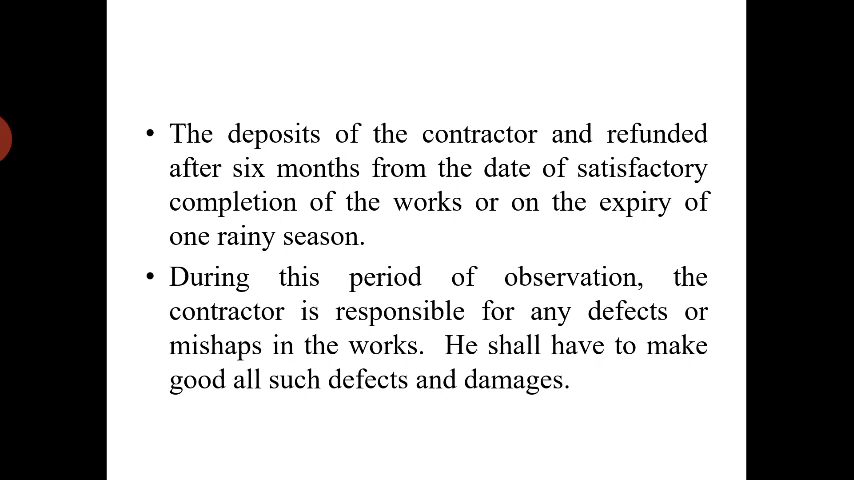 • The deposits of the contractor and refunded
after six months from the date of satisfactory
completion of the works or on the expiry of
one rainy season.
• During this period of observation, the
contractor is responsible for any defects or
mishaps in the works.  He shall have to make
good all such defects and damages.